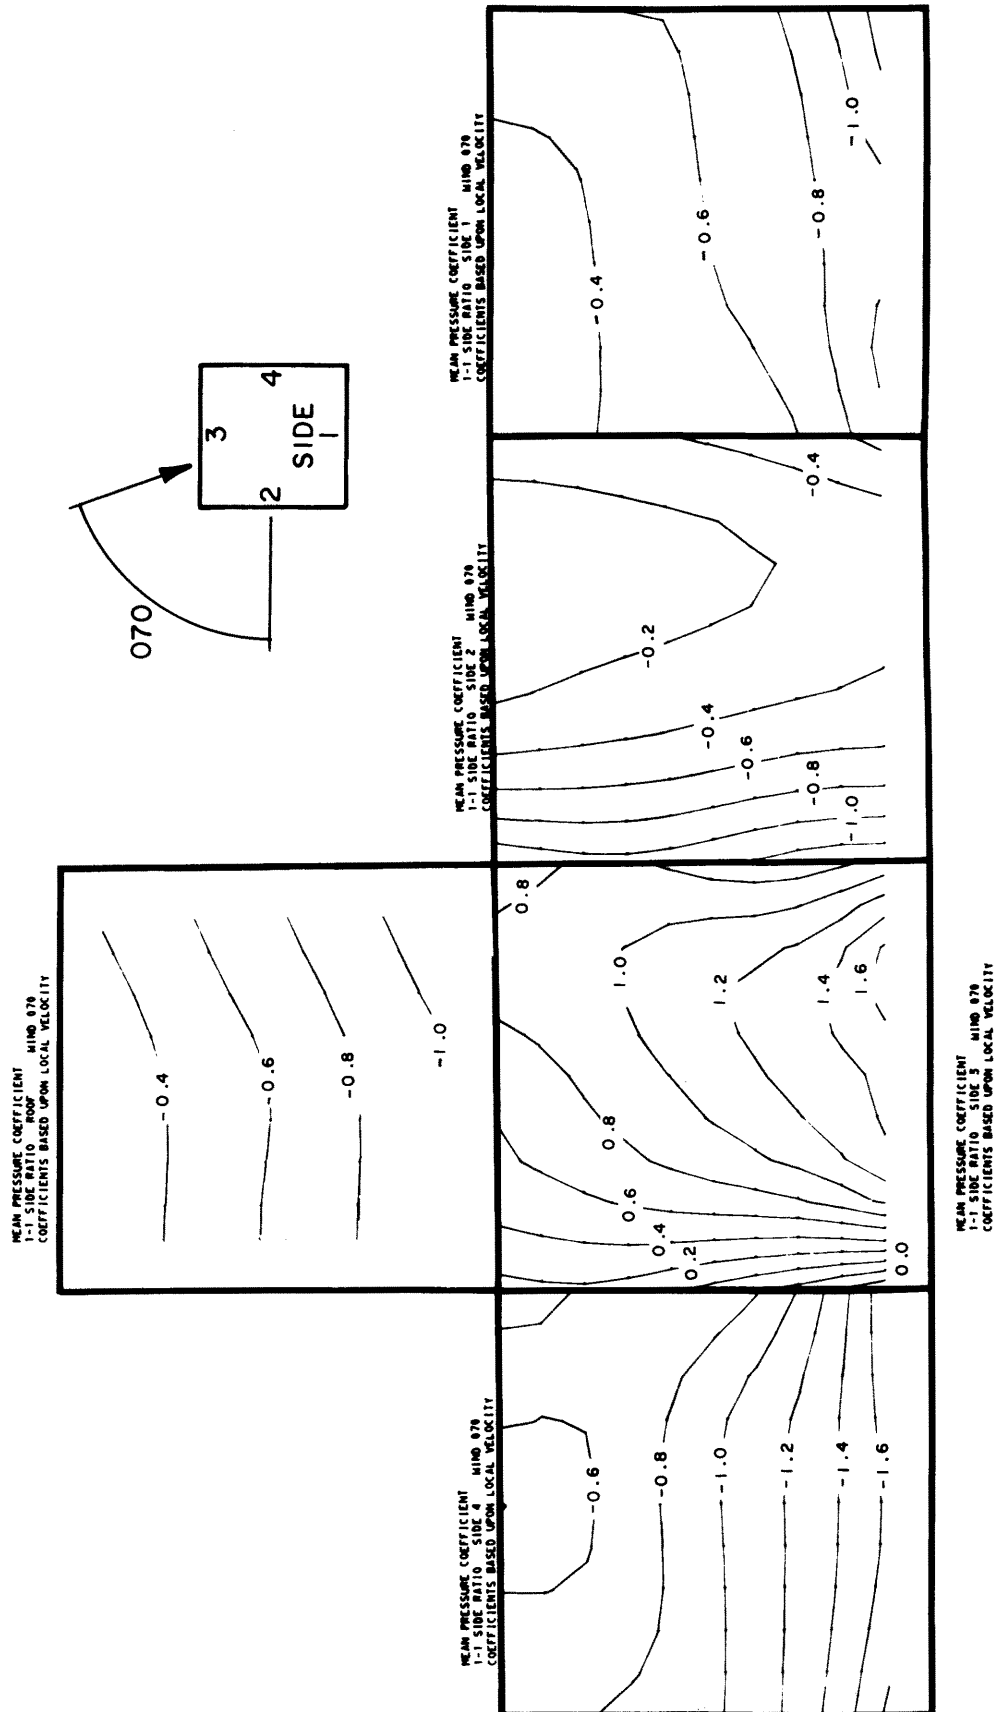 MEAN PRESSURE COEFFICIENT
1-1 SIDE RATIO ROOF WIND 070
COEFFICIENTS BASED UPON LOCAL VELOCITY
-0.4
-0.6
-0.8
-1.0
070
3
2
4
SIDE
1
MEAN PRESSURE COEFFICIENT
1-1 SIDE RATIO SIDE 4 WIND 070
COEFFICIENTS BASED UPON LOCAL VELOCITY
-0.6
-0.8
-1.0
-1.2
-1.4
-1.6
MEAN PRESSURE COEFFICIENT
1-1 SIDE RATIO SIDE 3 WIND 070
COEFFICIENTS BASED UPON LOCAL VELOCITY
0.8
1.0
0.8
1.2
0.6
0.4
0.2
1.4
1.6
0.0
MEAN PRESSURE COEFFICIENT
1-1 SIDE RATIO SIDE 2 WIND 070
COEFFICIENTS BASED UPON LOCAL VELOCITY
-0.2
-0.4
-0.6
-0.8
-1.0
-0.4
MEAN PRESSURE COEFFICIENT
1-1 SIDE RATIO SIDE 1 WIND 070
COEFFICIENTS BASED UPON LOCAL VELOCITY
-0.4
-0.6
-0.8
-1.0